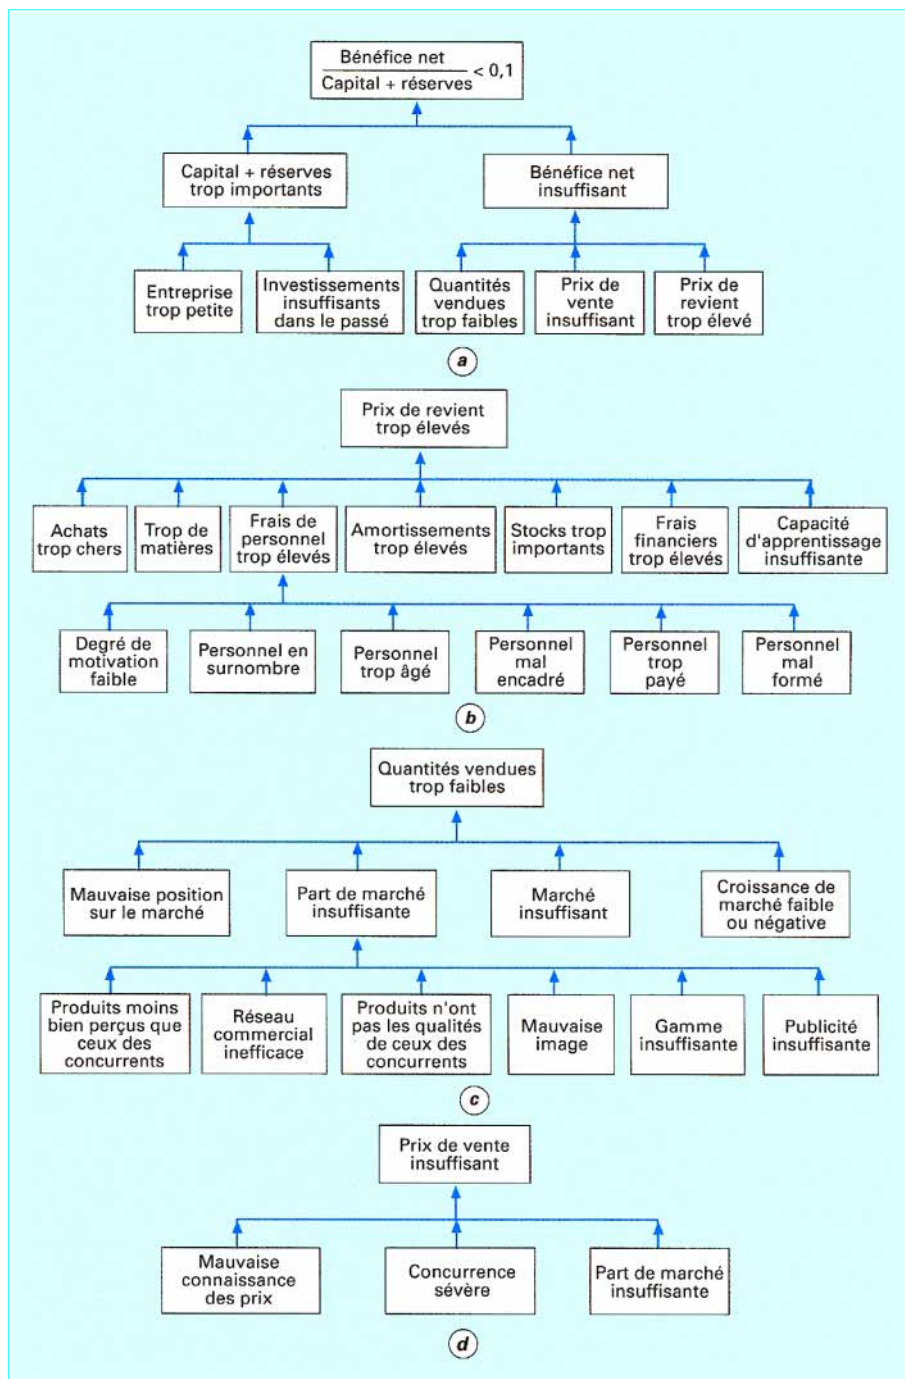 Bénéfice net
Capital + réserves
< 0,1
Capital + réserves
trop importants
Bénéfice net
insuffisant
Entreprise
trop petite
Investissements
insuffisants
dans le passé
Quantités
vendues
trop faibles
Prix de
vente
insuffisant
Prix de
revient
trop élevé
a
Prix de revient
trop élevés
Achats
trop chers
Trop de
matières
Frais de
personnel
trop élevés
Amortissements
trop élevés
Stocks trop
importants
Frais
financiers
trop élevés
Capacité
d'apprentissage
insuffisante
Degré de
motivation
faible
Personnel en
surnombre
Personnel
trop âgé
Personnel
mal
encadré
Personnel
trop
payé
Personnel
mal
formé
b
Quantités vendues
trop faibles
Mauvaise position
sur le marché
Part de marché
insuffisante
Marché
insuffisant
Croissance de
marché faible
ou négative
Produits moins
bien perçus que
ceux des
concurrents
Réseau
commercial
inefficace
Produits n'ont
pas les qualités
de ceux des
concurrents
Mauvaise
image
Gamme
insuffisante
Publicité
insuffisante
c
Prix de vente
insuffisant
Mauvaise
connaissance
des prix
Concurrence
sévère
Part de marché
insuffisante
d